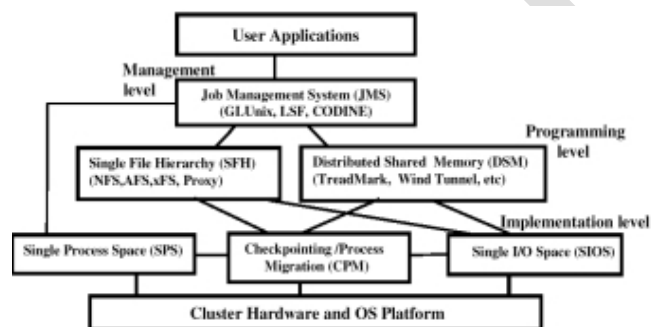 User Applications
Management
level
Job Management System (JMS)
(GLUnix, LSF, CODINE)
Programming
level
Single File Hierarchy (SFH)
(NFS,AFS,xFS, Proxy)
Distributed Shared Memory (DSM)
(TreadMark, Wind Tunnel, etc)
Implementation level
Single Process Space (SPS)
Checkpointing /Process
Migration (CPM)
Single I/O Space (SIOS)
Cluster Hardware and OS Platform